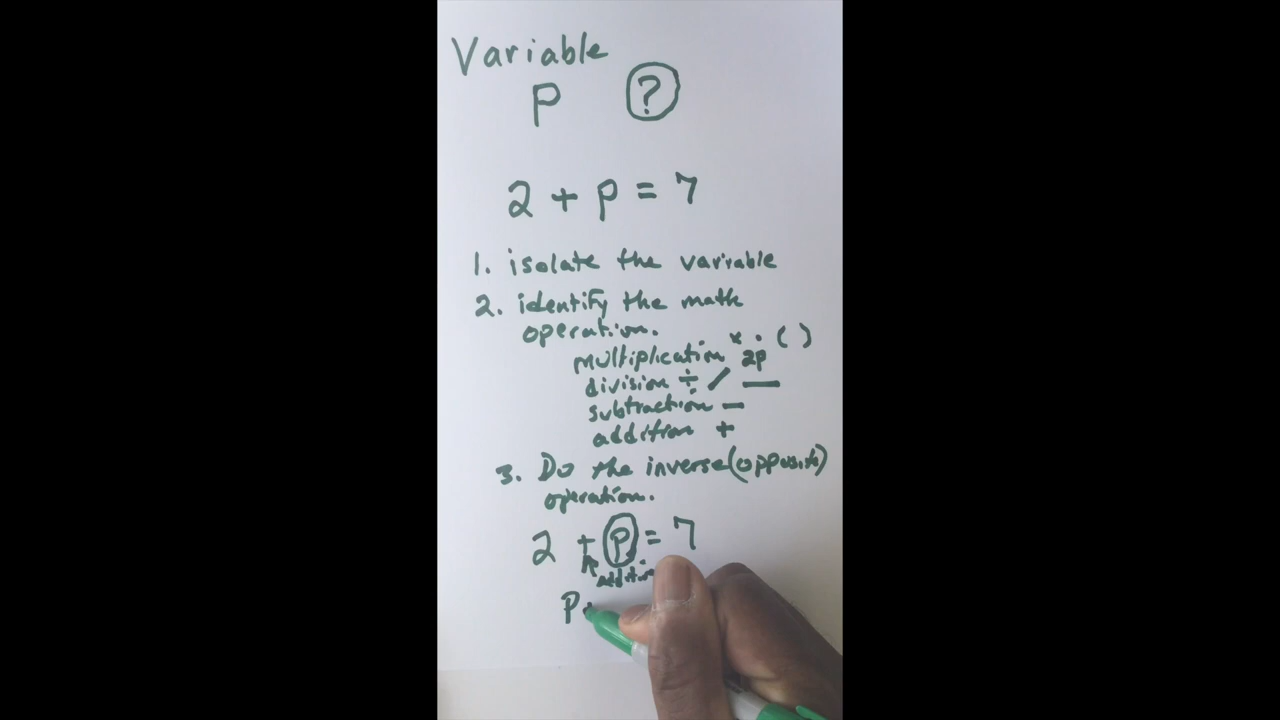 Variable
P ?
2 + p = 7
1. isolate the variable
2. identify the math
operation.
multiplication × · ( ) 2p
division ÷ / —
subtraction −
addition +
3. Do the inverse(opposite)
operation.
2 + p = 7
P